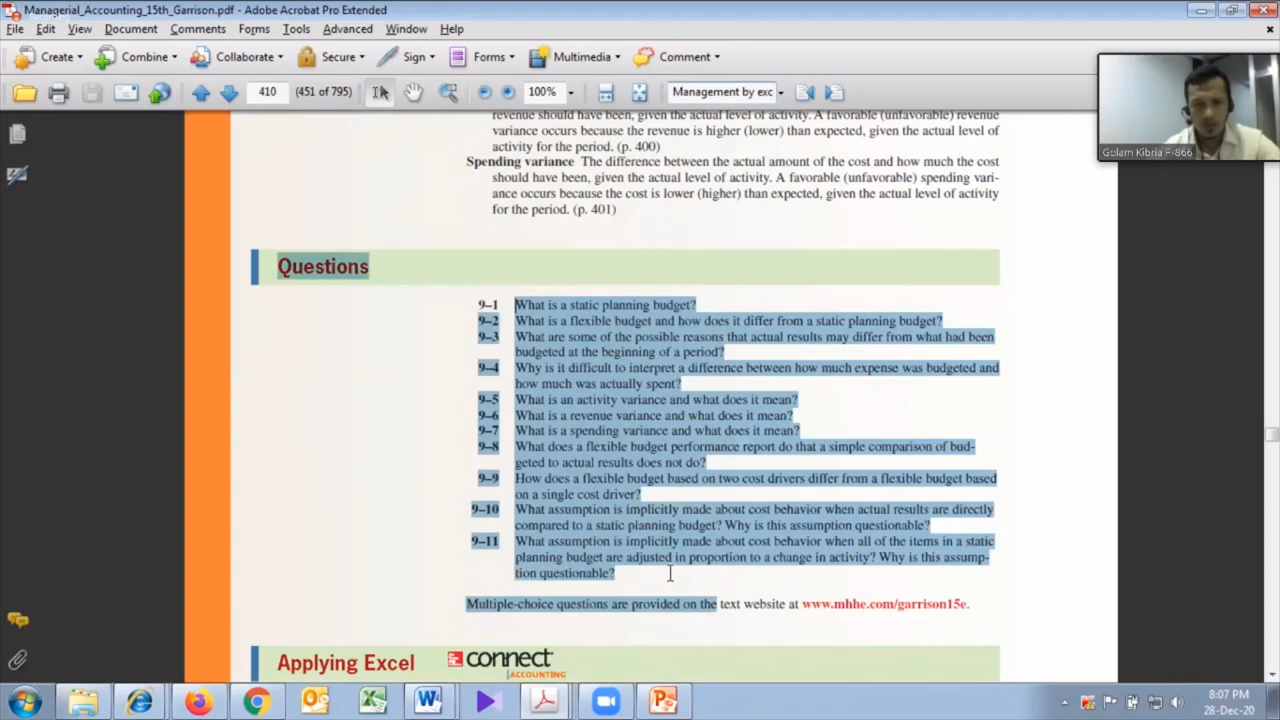 Managerial_Accounting_15th_Garrison.pdf - Adobe Acrobat Pro Extended
File Edit View Document Comments Forms Tools Advanced Window Help
Create Combine Collaborate Secure Sign Forms Multimedia Comment
410 (451 of 795) 100% Management by exc
Golam Kibria F-866
revenue should have been, given the actual level of activity. A favorable (unfavorable) revenue
variance occurs because the revenue is higher (lower) than expected, given the actual level of
activity for the period. (p. 400)
Spending variance The difference between the actual amount of the cost and how much the cost
should have been, given the actual level of activity. A favorable (unfavorable) spending vari-
ance occurs because the cost is lower (higher) than expected, given the actual level of activity
for the period. (p. 401)
Questions
9–1 What is a static planning budget?
9–2 What is a flexible budget and how does it differ from a static planning budget?
9–3 What are some of the possible reasons that actual results may differ from what had been
budgeted at the beginning of a period?
9–4 Why is it difficult to interpret a difference between how much expense was budgeted and
how much was actually spent?
9–5 What is an activity variance and what does it mean?
9–6 What is a revenue variance and what does it mean?
9–7 What is a spending variance and what does it mean?
9–8 What does a flexible budget performance report do that a simple comparison of bud-
geted to actual results does not do?
9–9 How does a flexible budget based on two cost drivers differ from a flexible budget based
on a single cost driver?
9–10 What assumption is implicitly made about cost behavior when actual results are directly
compared to a static planning budget? Why is this assumption questionable?
9–11 What assumption is implicitly made about cost behavior when all of the items in a static
planning budget are adjusted in proportion to a change in activity? Why is this assump-
tion questionable?
Multiple-choice questions are provided on the text website at www.mhhe.com/garrison15e.
Applying Excel connect
ACCOUNTING
8:07 PM
28-Dec-20